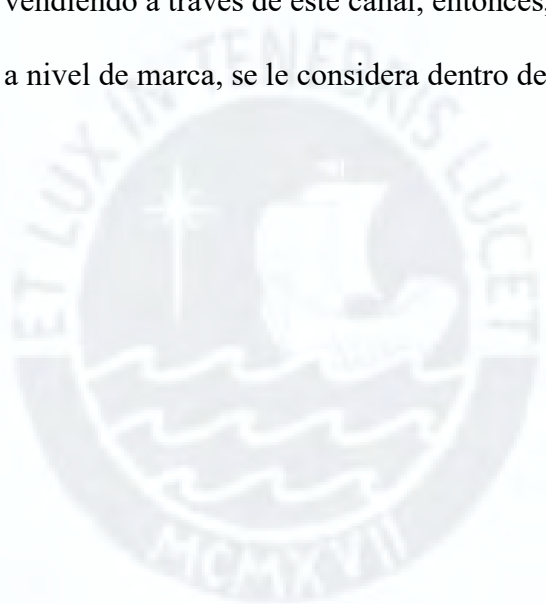 vendiendo a través de este canal, entonces,
a nivel de marca, se le considera dentro de
ET LUX IN TENEBRIS LUCET
MCMXVII